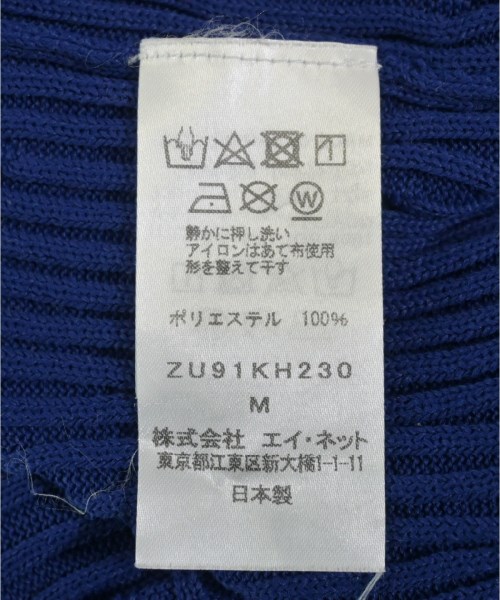 W
静かに押し洗い
アイロンはあて布使用
形を整えて干す
ポリエステル 100%
ZU91KH230
M
株式会社 エイ・ネット
東京都江東区新大橋1-1-11
日本製